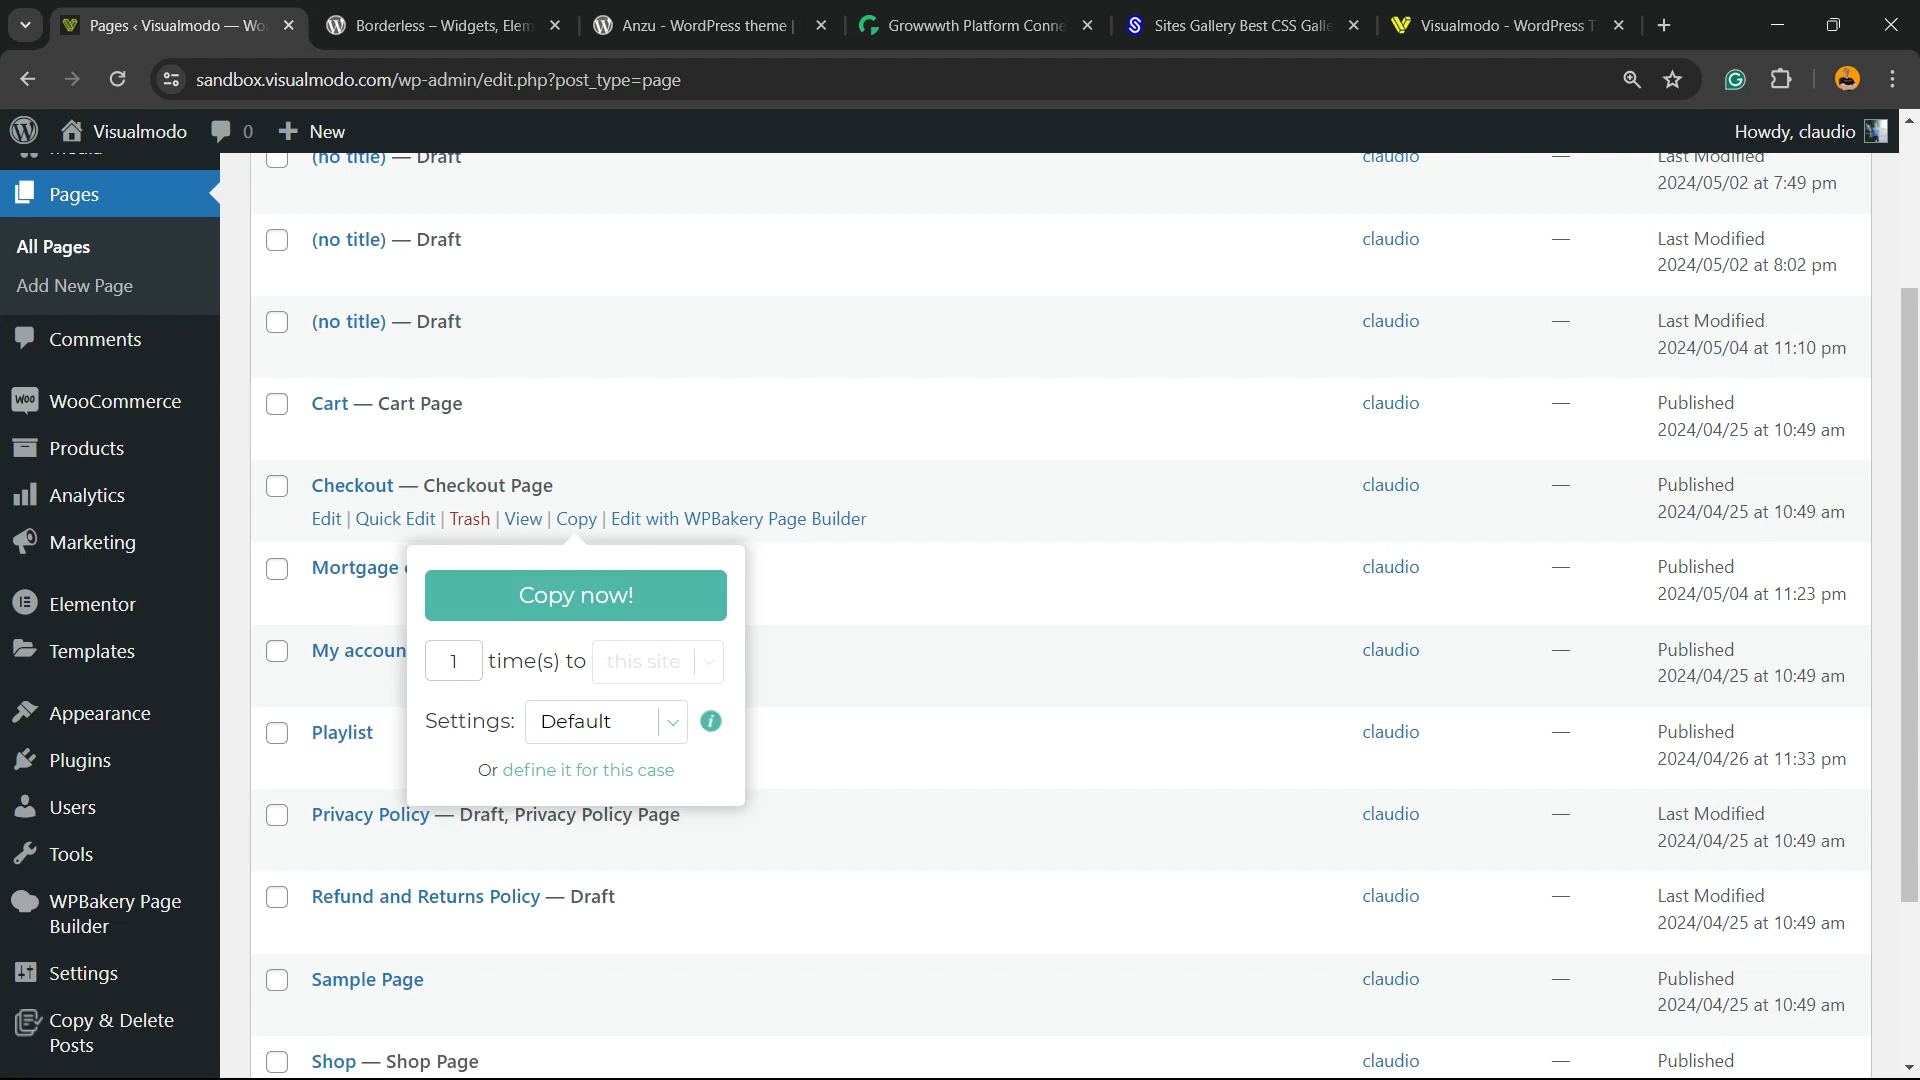 Pages ‹ Visualmodo — Wo
Borderless – Widgets, Elem
Anzu - WordPress theme |
Growwwth Platform Conne
Sites Gallery Best CSS Galle
Visualmodo - WordPress T
sandbox.visualmodo.com/wp-admin/edit.php?post_type=page
Visualmodo
0
New
Howdy, claudio
Pages
All Pages
Add New Page
Comments
WooCommerce
Products
Analytics
Marketing
Elementor
Templates
Appearance
Plugins
Users
Tools
WPBakery Page
Builder
Settings
Copy & Delete
Posts
(no title) — Draft
claudio
—
Last Modified
2024/05/02 at 7:49 pm
(no title) — Draft
claudio
—
Last Modified
2024/05/02 at 8:02 pm
(no title) — Draft
claudio
—
Last Modified
2024/05/04 at 11:10 pm
Cart — Cart Page
claudio
—
Published
2024/04/25 at 10:49 am
Checkout — Checkout Page
Edit | Quick Edit | Trash | View | Copy | Edit with WPBakery Page Builder
claudio
—
Published
2024/04/25 at 10:49 am
Mortgage
claudio
—
Published
2024/05/04 at 11:23 pm
Copy now!
1 time(s) to this site
Settings: Default
Or define it for this case
My accoun
claudio
—
Published
2024/04/25 at 10:49 am
Playlist
claudio
—
Published
2024/04/26 at 11:33 pm
Privacy Policy — Draft, Privacy Policy Page
claudio
—
Last Modified
2024/04/25 at 10:49 am
Refund and Returns Policy — Draft
claudio
—
Last Modified
2024/04/25 at 10:49 am
Sample Page
claudio
—
Published
2024/04/25 at 10:49 am
Shop — Shop Page
claudio
—
Published